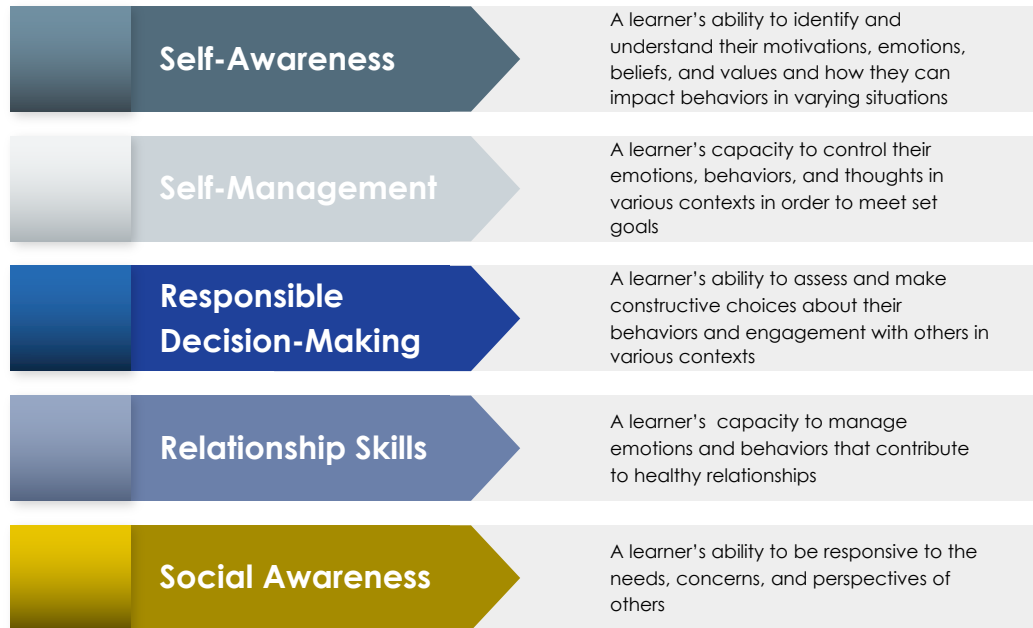 Self-Awareness
A learner’s ability to identify and
understand their motivations, emotions,
beliefs, and values and how they can
impact behaviors in varying situations
Self-Management
A learner’s capacity to control their
emotions, behaviors, and thoughts in
various contexts in order to meet set
goals
Responsible
Decision-Making
A learner’s ability to assess and make
constructive choices about their
behaviors and engagement with others in
various contexts
Relationship Skills
A learner’s  capacity to manage
emotions and behaviors that contribute
to healthy relationships
Social Awareness
A learner’s ability to be responsive to the
needs, concerns, and perspectives of
others